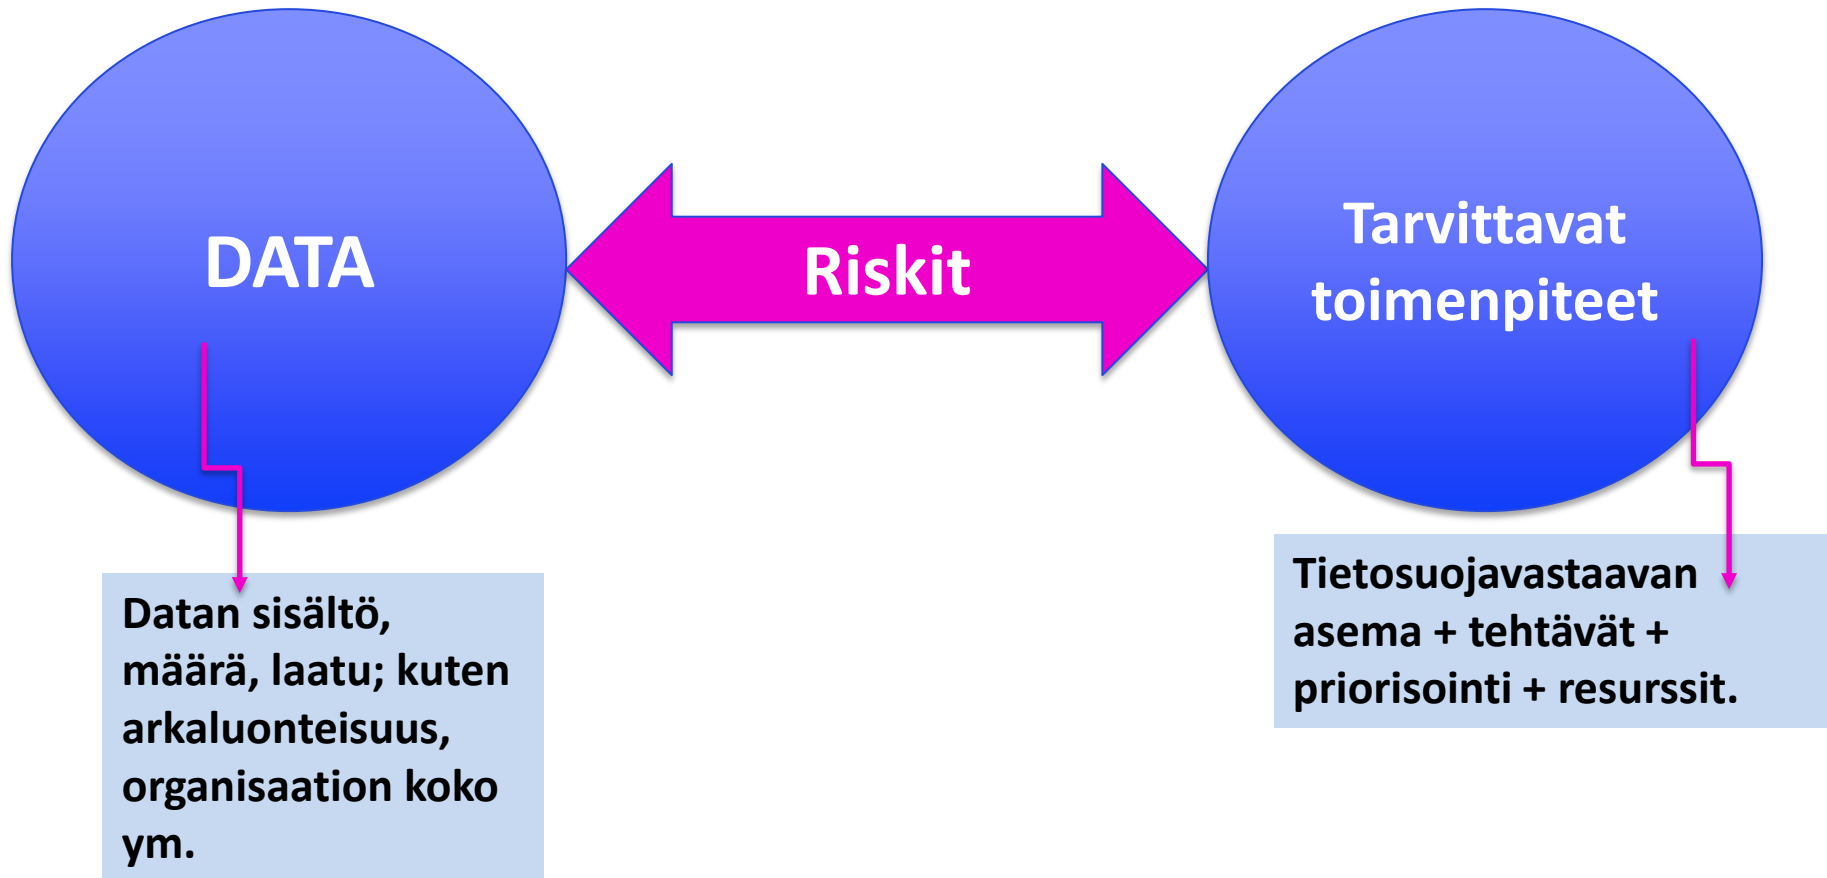 DATA
Riskit
Tarvittavat
toimenpiteet
Datan sisältö,
määrä, laatu; kuten
arkaluonteisuus,
organisaation koko
ym.
Tietosuojavastaavan
asema + tehtävät +
priorisointi + resurssit.